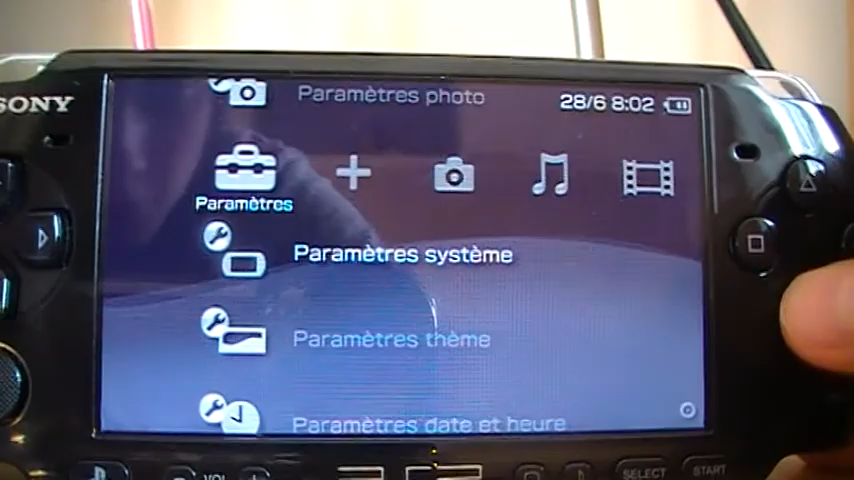 Paramètres photo
28/6 8:02
SONY
Paramètres
Paramètres système
Paramètres thème
Paramètres date et heure
VOL
SELECT
START